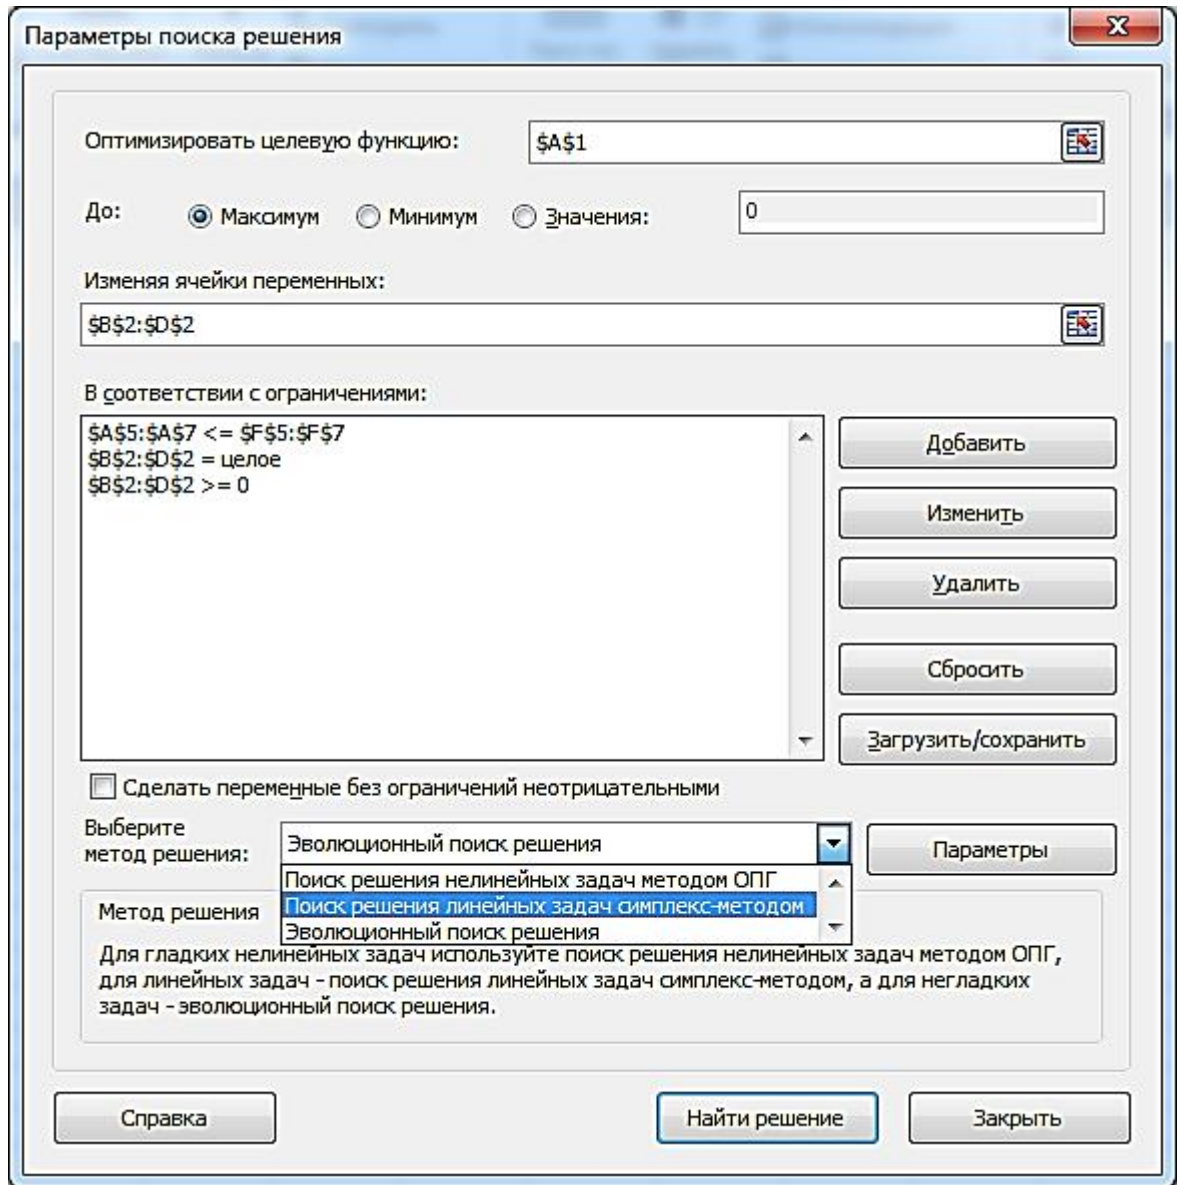 Параметры поиска решения
Оптимизировать целевую функцию:
$A$1
До:
Максимум
Минимум
Значения:
0
Изменяя ячейки переменных:
$B$2:$D$2
В соответствии с ограничениями:
$A$5:$A$7 <= $F$5:$F$7
$B$2:$D$2 = целое
$B$2:$D$2 >= 0
Добавить
Изменить
Удалить
Сбросить
Загрузить/сохранить
Сделать переменные без ограничений неотрицательными
Выберите
метод решения:
Эволюционный поиск решения
Параметры
Поиск решения нелинейных задач методом ОПГ
Поиск решения линейных задач симплекс-методом
Эволюционный поиск решения
Метод решения
Для гладких нелинейных задач используйте поиск решения нелинейных задач методом ОПГ,
для линейных задач - поиск решения линейных задач симплекс-методом, а для негладких
задач - эволюционный поиск решения.
Справка
Найти решение
Закрыть